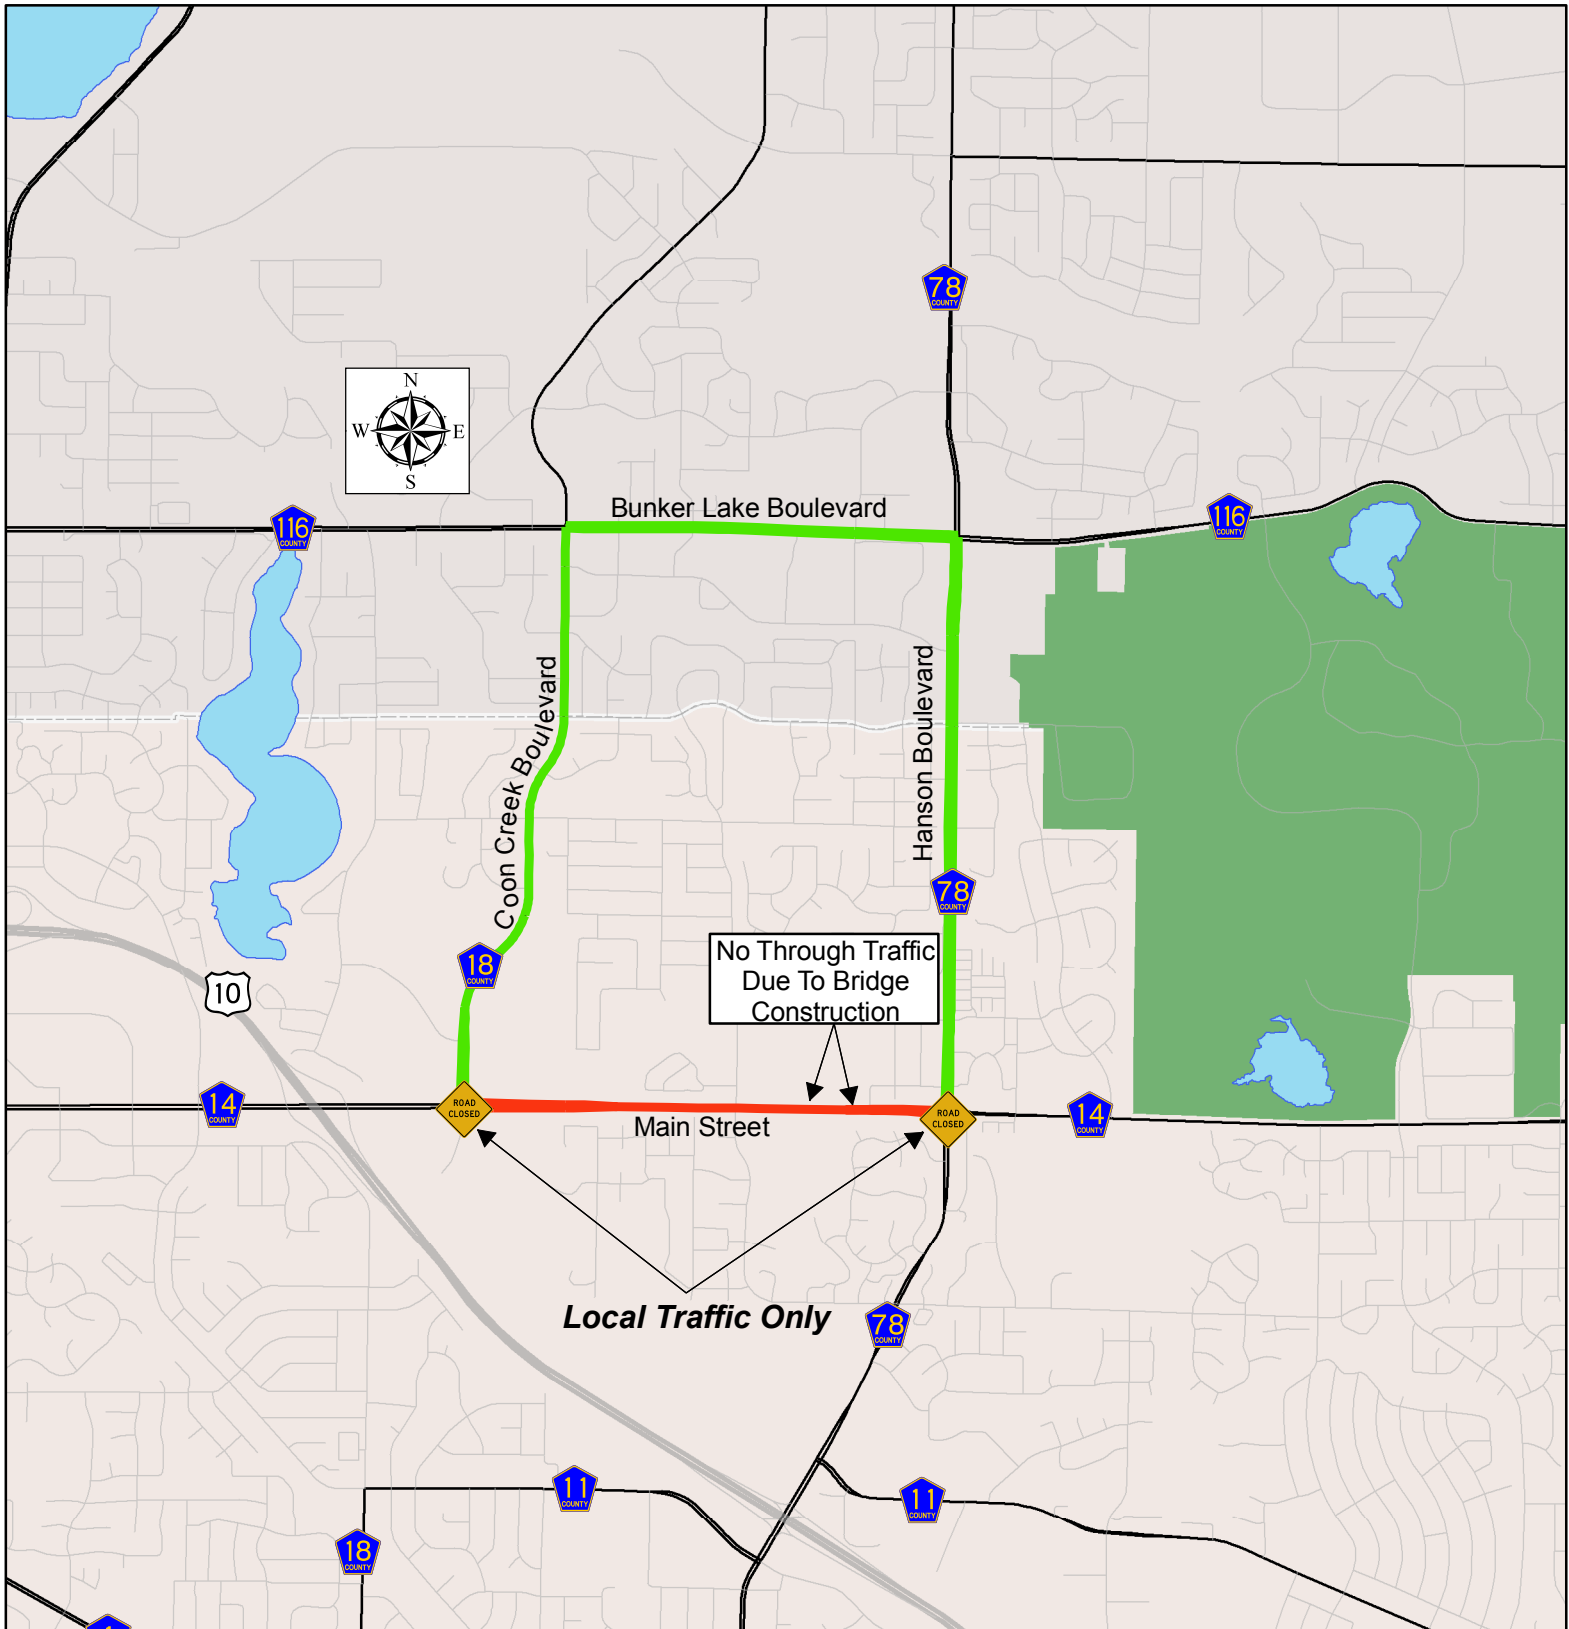 78
COUNTY
N
W
E
S
Bunker Lake Boulevard
116
COUNTY
116
COUNTY
Coon Creek Boulevard
Hanson Boulevard
78
COUNTY
No Through Traffic
Due To Bridge
Construction
18
COUNTY
10
14
COUNTY
ROAD
CLOSED
Main Street
ROAD
CLOSED
14
COUNTY
Local Traffic Only
78
COUNTY
11
COUNTY
11
COUNTY
18
COUNTY